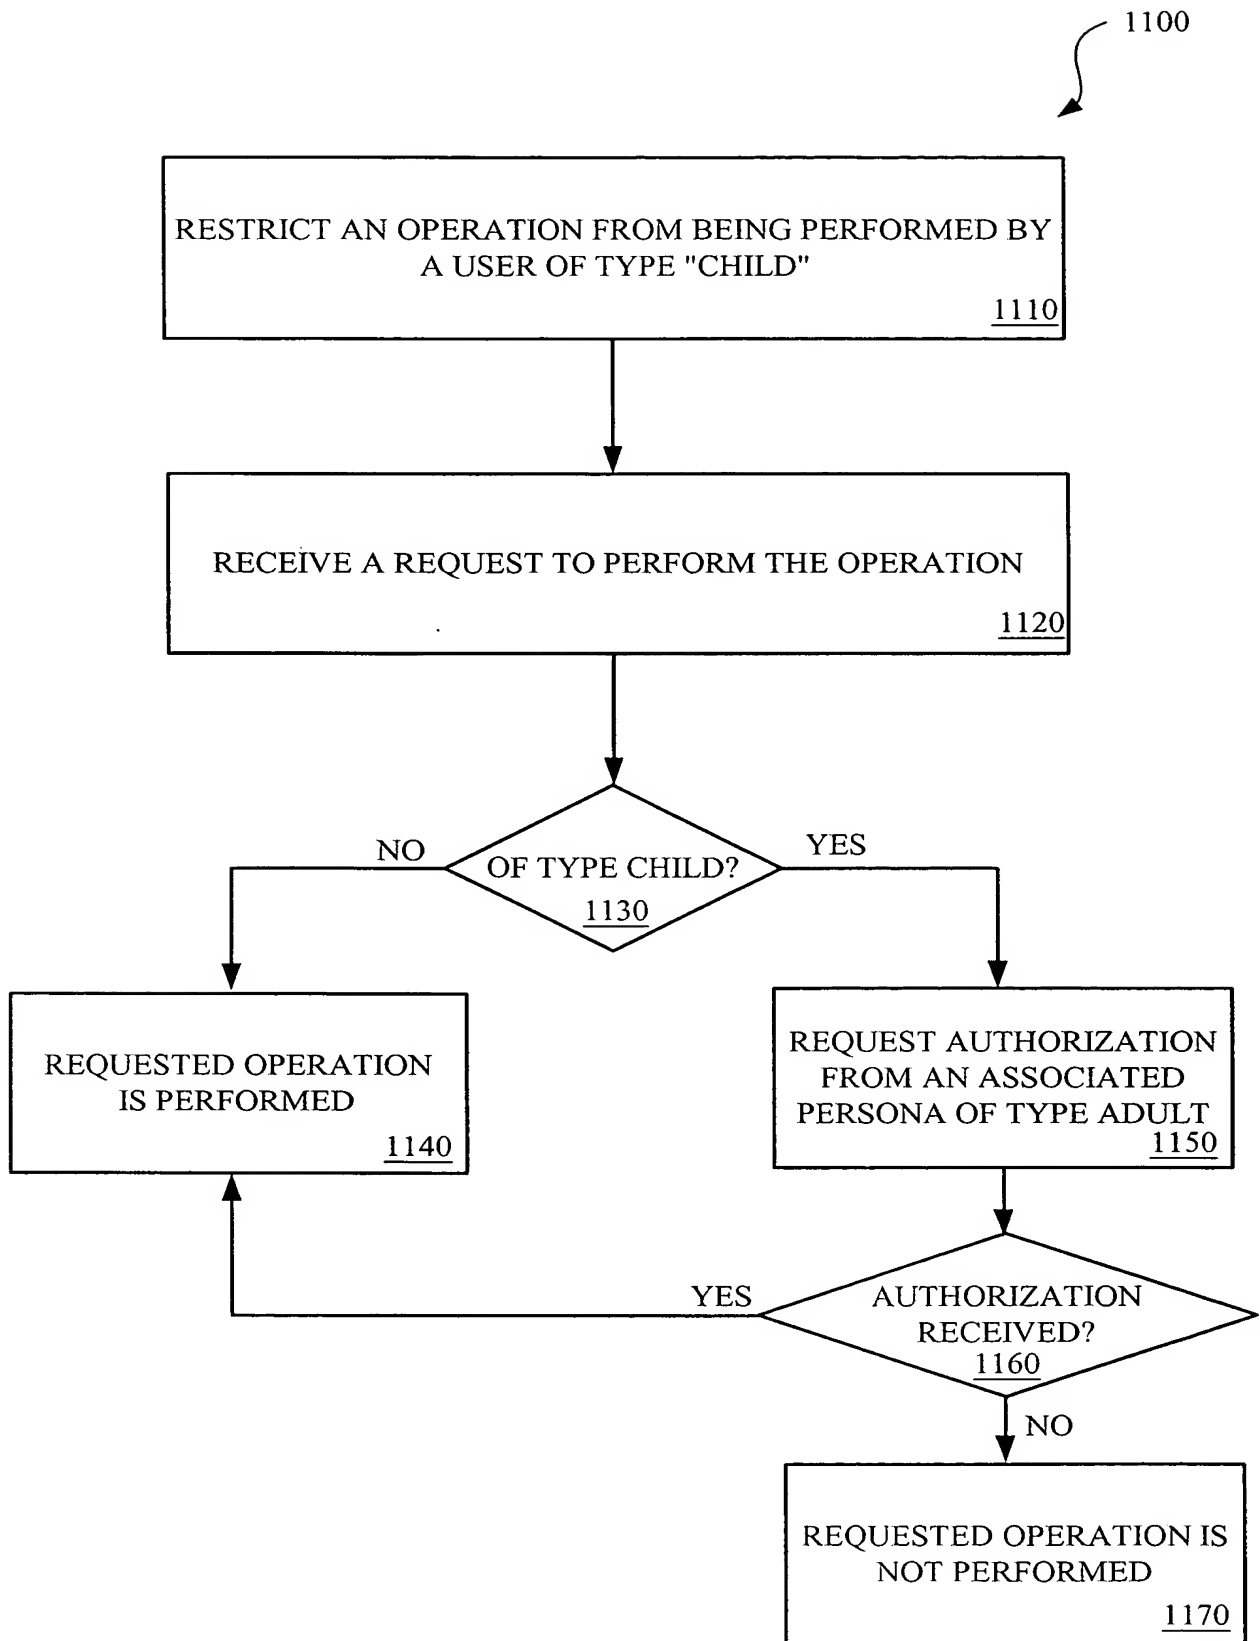 1100
RESTRICT AN OPERATION FROM BEING PERFORMED BY
A USER OF TYPE "CHILD"
1110
RECEIVE A REQUEST TO PERFORM THE OPERATION
1120
NO
YES
OF TYPE CHILD?
1130
REQUESTED OPERATION
IS PERFORMED
1140
REQUEST AUTHORIZATION
FROM AN ASSOCIATED
PERSONA OF TYPE ADULT
1150
YES
AUTHORIZATION
RECEIVED?
1160
NO
REQUESTED OPERATION IS
NOT PERFORMED
1170